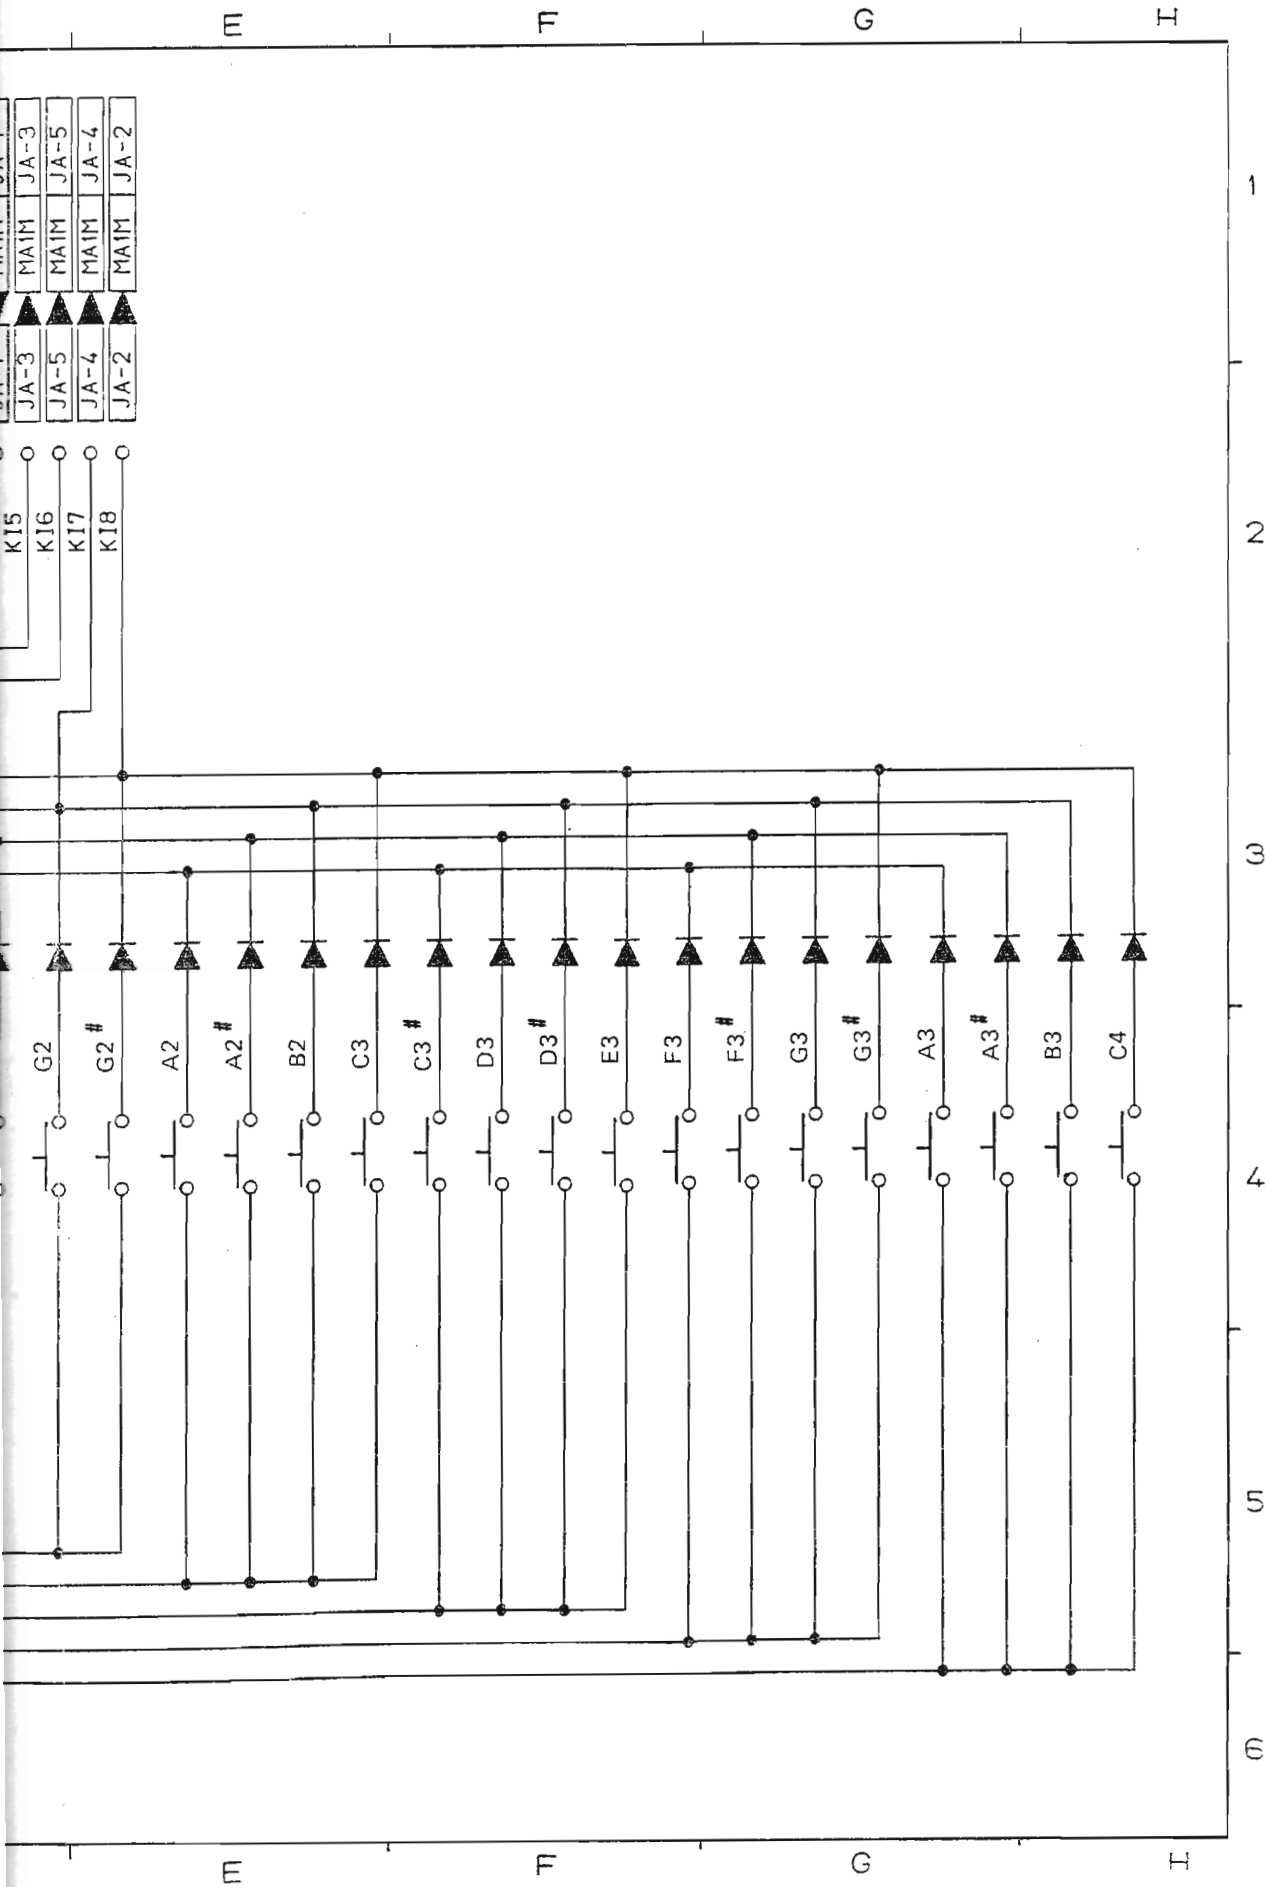 E F G H
JA-3 JA-5 JA-4 JA-2
1
MA1M MA1M MA1M MA1M
JA-3 JA-5 JA-4 JA-2
KI5 KI6 KI7 KI8
2
3
G2 G2# A2 A2# B2 C3 C3# D3 D3# E3 F3 F3# G3 G3# A3 A3# B3 C4
4
5
6
E F G H